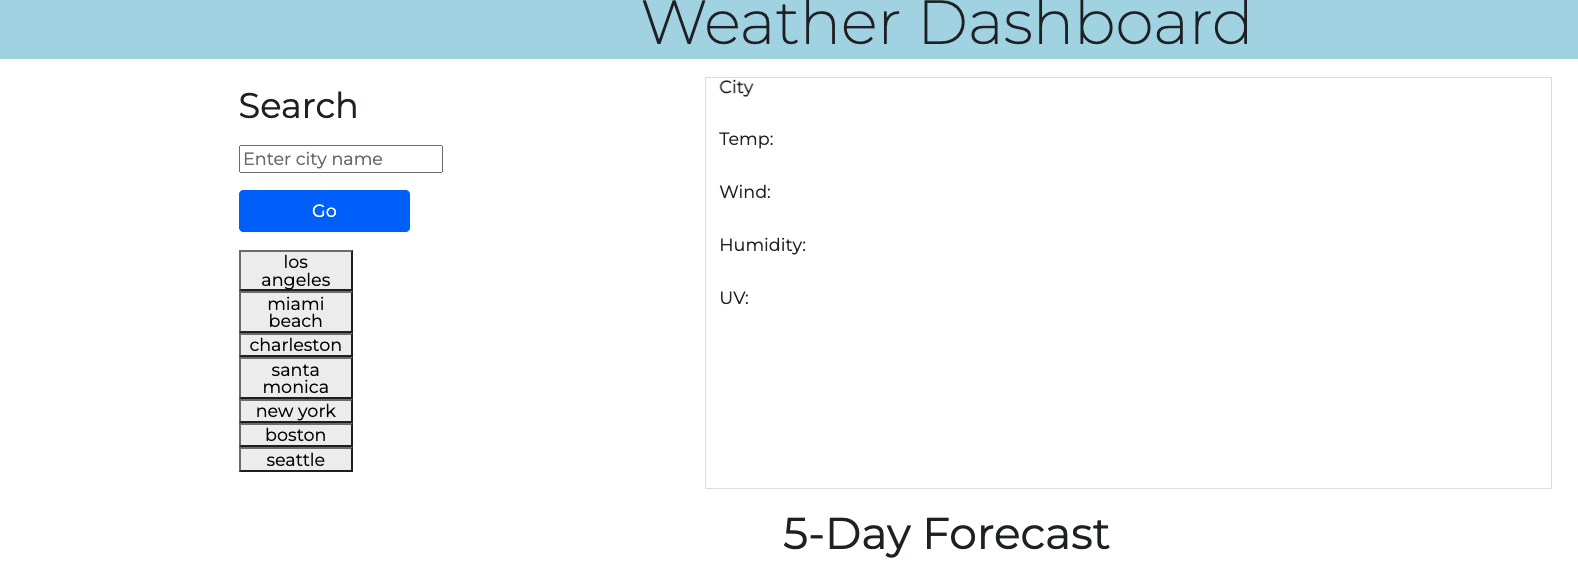 Weather Dashboard
Search
Enter city name
Go
los
angeles
miami
beach
charleston
santa
monica
new york
boston
seattle
City
Temp:
Wind:
Humidity:
UV:
5-Day Forecast